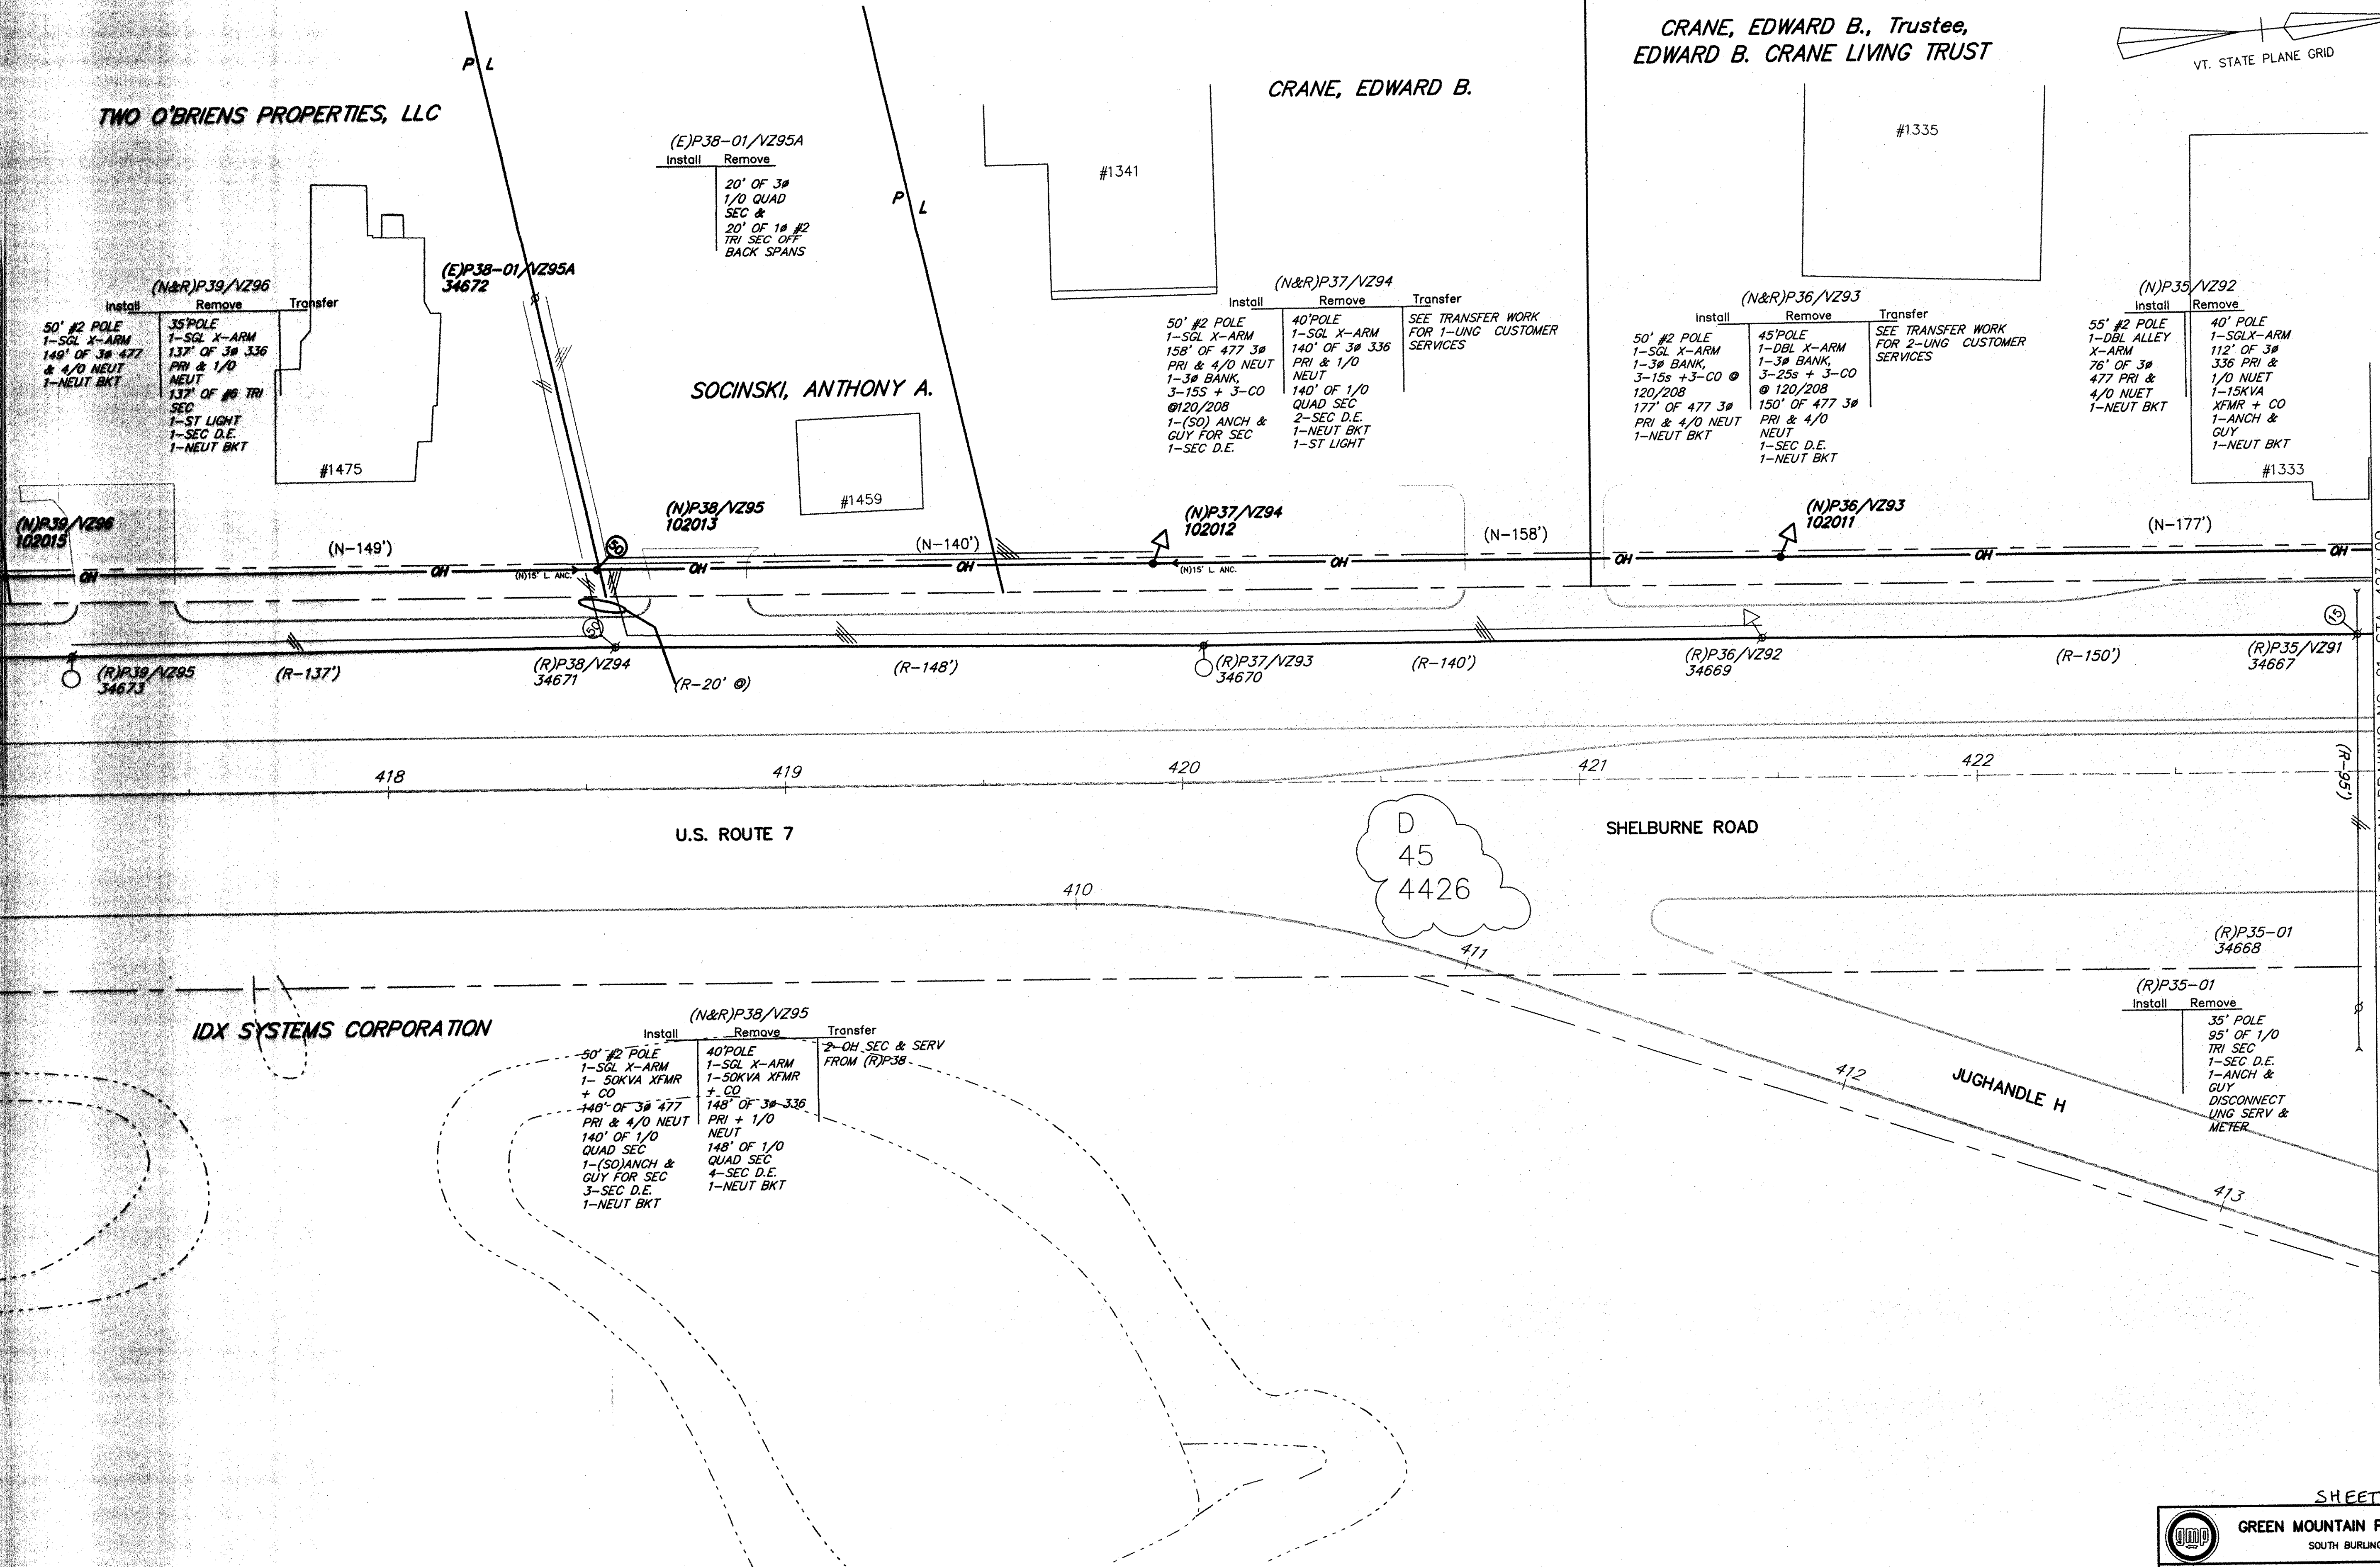 CRANE, EDWARD B., Trustee,
EDWARD B. CRANE LIVING TRUST
VT. STATE PLANE GRID
P L
TWO O'BRIENS PROPERTIES, LLC
CRANE, EDWARD B.
(E)P38-01/VZ95A
Install Remove
20' OF 3ø
1/0 QUAD
SEC &
20' OF 1ø #2
TRI SEC OFF
BACK SPANS
P L
#1341
#1335
(E)P38-01/VZ95A
34672
(N&R)P39/VZ96
Install Remove Transfer
50' #2 POLE
1-SGL X-ARM
149' OF 3ø 477
& 4/0 NEUT
1-NEUT BKT
35'POLE
1-SGL X-ARM
137' OF 3ø 336
PRI & 1/0
NEUT
137' OF #6 TRI
SEC
1-ST LIGHT
1-SEC D.E.
1-NEUT BKT
#1475
SOCINSKI, ANTHONY A.
#1459
(N&R)P37/VZ94
Install Remove Transfer
50' #2 POLE
1-SGL X-ARM
158' OF 477 3ø
PRI & 4/0 NEUT
1-3ø BANK,
3-15S + 3-CO
@120/208
1-(SO) ANCH &
GUY FOR SEC
1-SEC D.E.
40'POLE
1-SGL X-ARM
140' OF 3ø 336
PRI & 1/0
NEUT
140' OF 1/0
QUAD SEC
2-SEC D.E.
1-NEUT BKT
1-ST LIGHT
SEE TRANSFER WORK
FOR 1-UNG CUSTOMER
SERVICES
(N&R)P36/VZ93
Install Remove Transfer
50' #2 POLE
1-SGL X-ARM
1-3ø BANK,
3-15s +3-CO @
120/208
177' OF 477 3ø
PRI & 4/0 NEUT
1-NEUT BKT
45'POLE
1-DBL X-ARM
1-3ø BANK,
3-25s + 3-CO
@ 120/208
150' OF 477 3ø
PRI & 4/0
NEUT
1-SEC D.E.
1-NEUT BKT
SEE TRANSFER WORK
FOR 2-UNG CUSTOMER
SERVICES
(N)P35/VZ92
Install Remove
55' #2 POLE
1-DBL ALLEY
X-ARM
76' OF 3ø
477 PRI &
4/0 NUET
1-NEUT BKT
40' POLE
1-SGLX-ARM
112' OF 3ø
336 PRI &
1/0 NUET
1-15KVA
XFMR + CO
1-ANCH &
GUY
1-NEUT BKT
#1333
(N)P39/VZ96
102015
(N-149')
50
(N)P38/VZ95
102013
(N-140')
(N)P37/VZ94
102012
(N-158')
(N)P36/VZ93
102011
(N-177')
OH OH (N)15' L. ANC. OH OH (N)15' L. ANC. OH OH OH OH
50
15
(R)P39/VZ95
34673
(R-137')
(R)P38/VZ94
34671
(R-20' @)
(R-148')
(R)P37/VZ93
34670
(R-140')
(R)P36/VZ92
34669
(R-150')
(R)P35/VZ91
34667
(R-95')
418 419 420 421 422
U.S. ROUTE 7
D
45
4426
SHELBURNE ROAD
410
411
412
413
JUGHANDLE H
(R)P35-01
34668
(R)P35-01
Install Remove
35' POLE
95' OF 1/0
TRI SEC
1-SEC D.E.
1-ANCH &
GUY
DISCONNECT
UNG SERV &
METER
IDX SYSTEMS CORPORATION
(N&R)P38/VZ95
Install Remove Transfer
50' #2 POLE
1-SGL X-ARM
1- 50KVA XFMR
+ CO
140' OF 3ø 477
PRI & 4/0 NEUT
140' OF 1/0
QUAD SEC
1-(SO)ANCH &
GUY FOR SEC
3-SEC D.E.
1-NEUT BKT
40'POLE
1-SGL X-ARM
1-50KVA XFMR
+ CO
148' OF 3ø 336
PRI + 1/0
NEUT
148' OF 1/0
QUAD SEC
4-SEC D.E.
1-NEUT BKT
2-OH SEC & SERV
FROM (R)P38
SHEET
gmp
GREEN MOUNTAIN
SOUTH